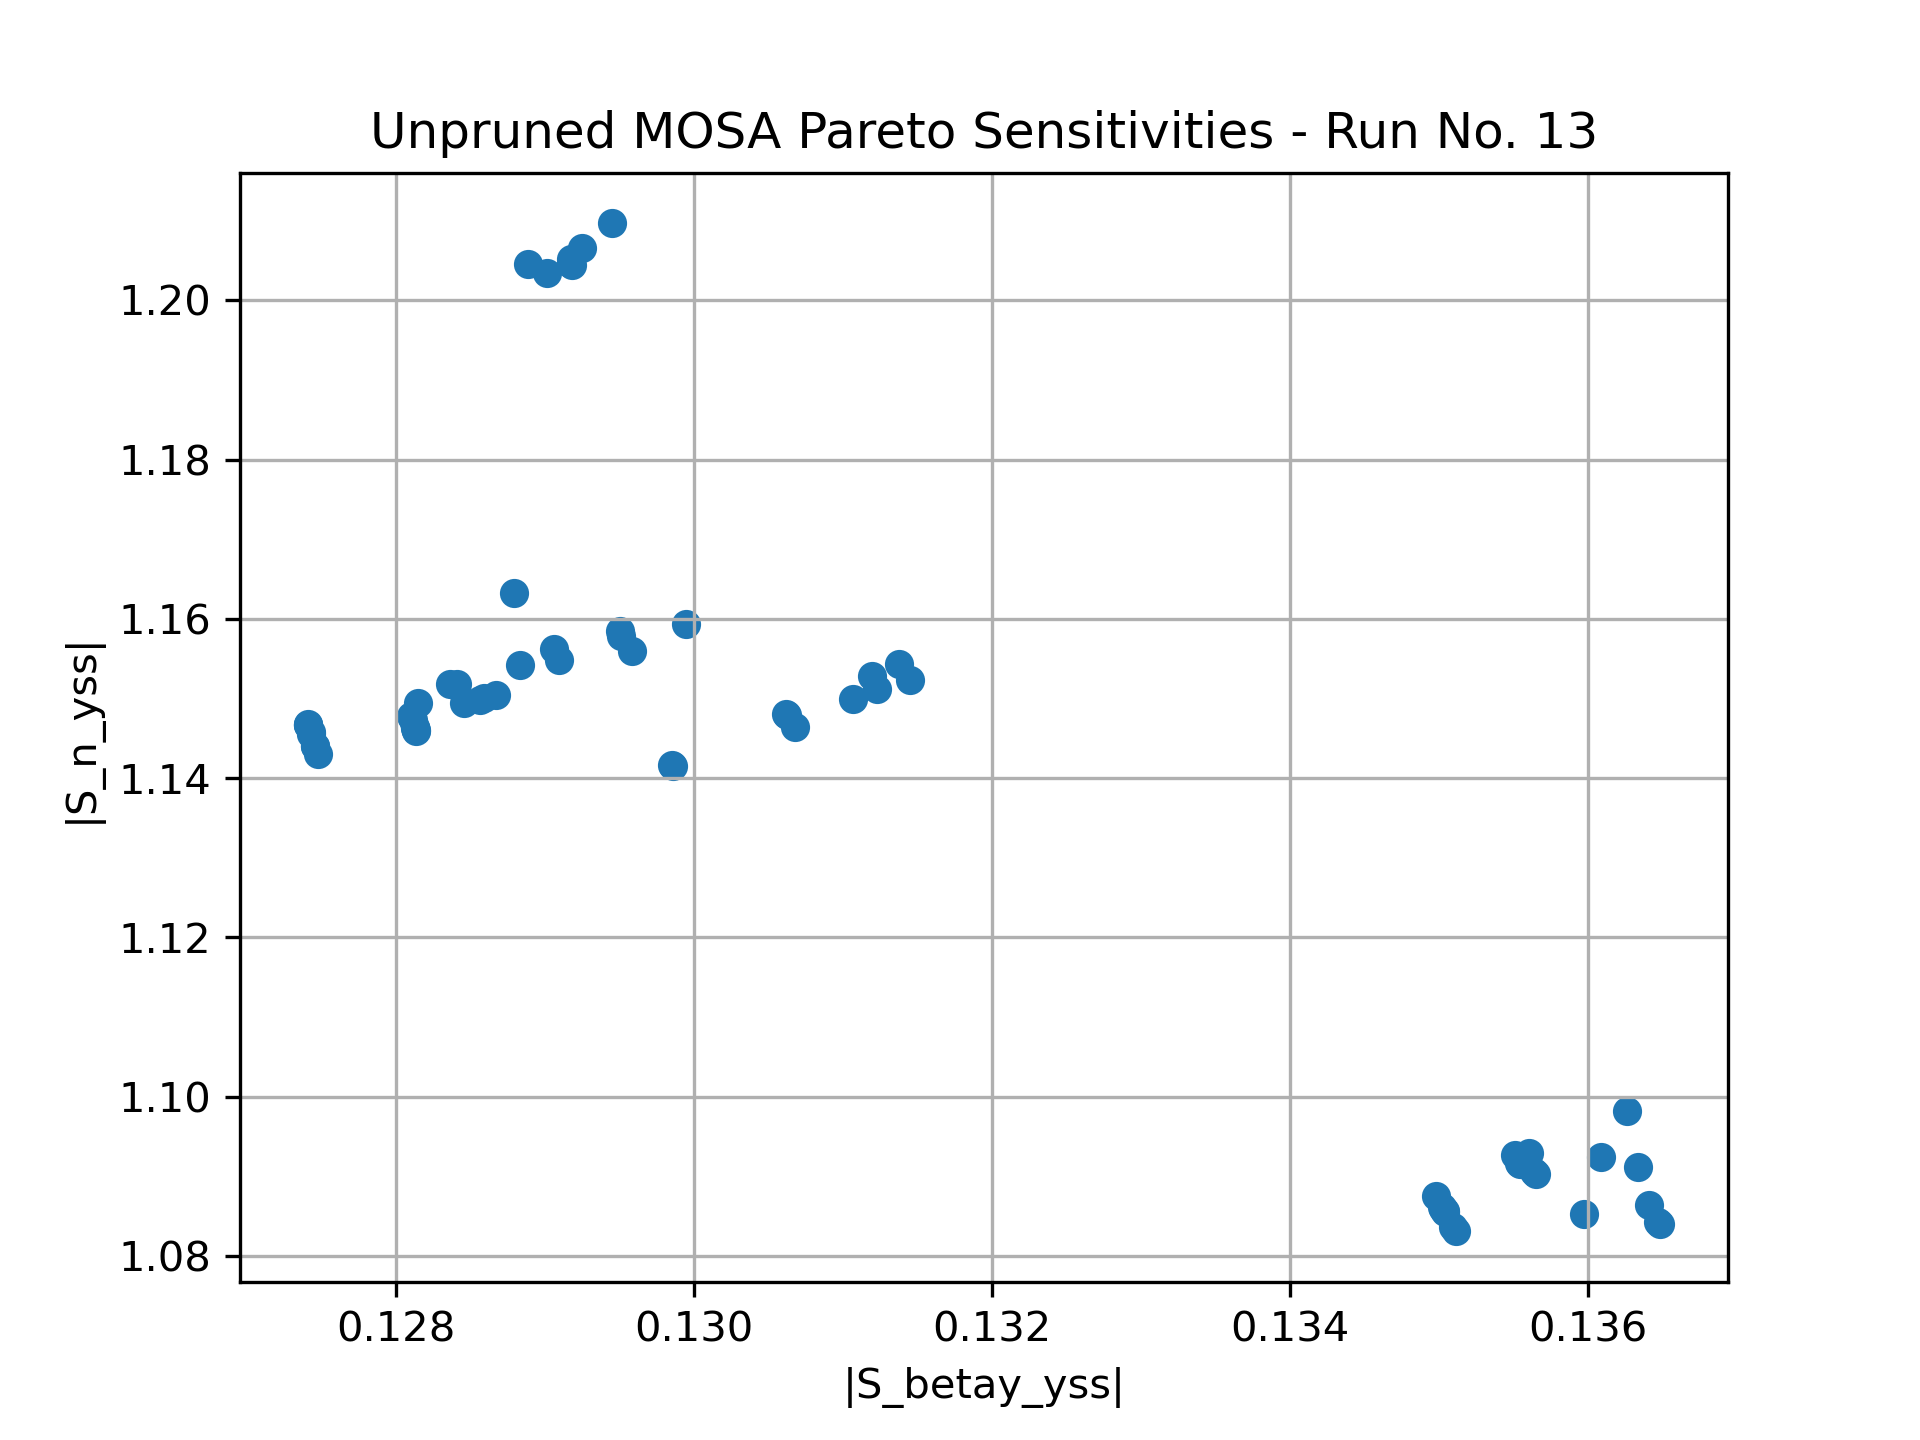 Unpruned MOSA Pareto Sensitivities - Run No. 13
|S_n_yss|
1.20
1.18
1.16
1.14
1.12
1.10
1.08
0.128 0.130 0.132 0.134 0.136
|S_betay_yss|